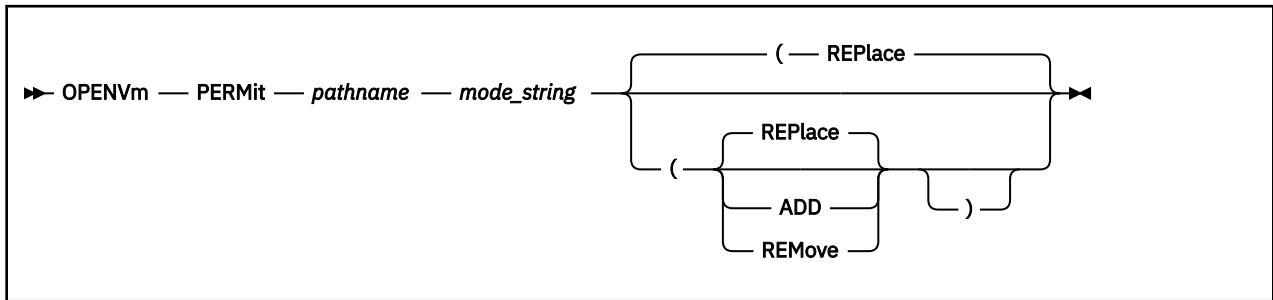 ( REPlace
OPENVm PERMit pathname mode_string
REPlace
(
ADD )
REMove